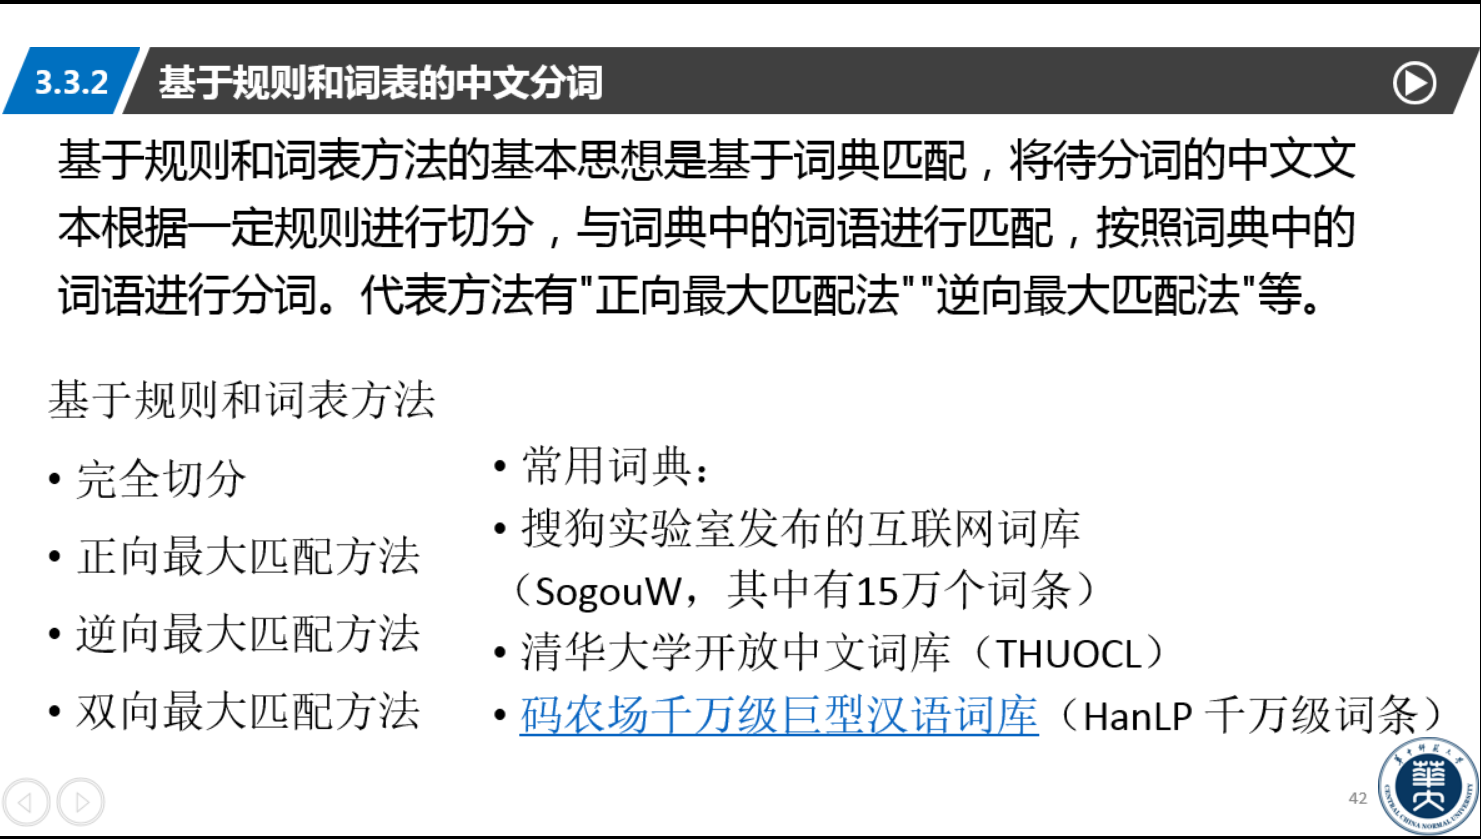 3.3.2 基于规则和词表的中文分词
基于规则和词表方法的基本思想是基于词典匹配，将待分词的中文文
本根据一定规则进行切分，与词典中的词语进行匹配，按照词典中的
词语进行分词。代表方法有"正向最大匹配法""逆向最大匹配法"等。
基于规则和词表方法
• 完全切分
• 正向最大匹配方法
• 逆向最大匹配方法
• 双向最大匹配方法
• 常用词典：
• 搜狗实验室发布的互联网词库
（SogouW，其中有15万个词条）
• 清华大学开放中文词库（THUOCL）
• 码农场千万级巨型汉语词库（HanLP 千万级词条）
华中师范大学
CENTRAL CHINA NORMAL UNIVERSITY
42